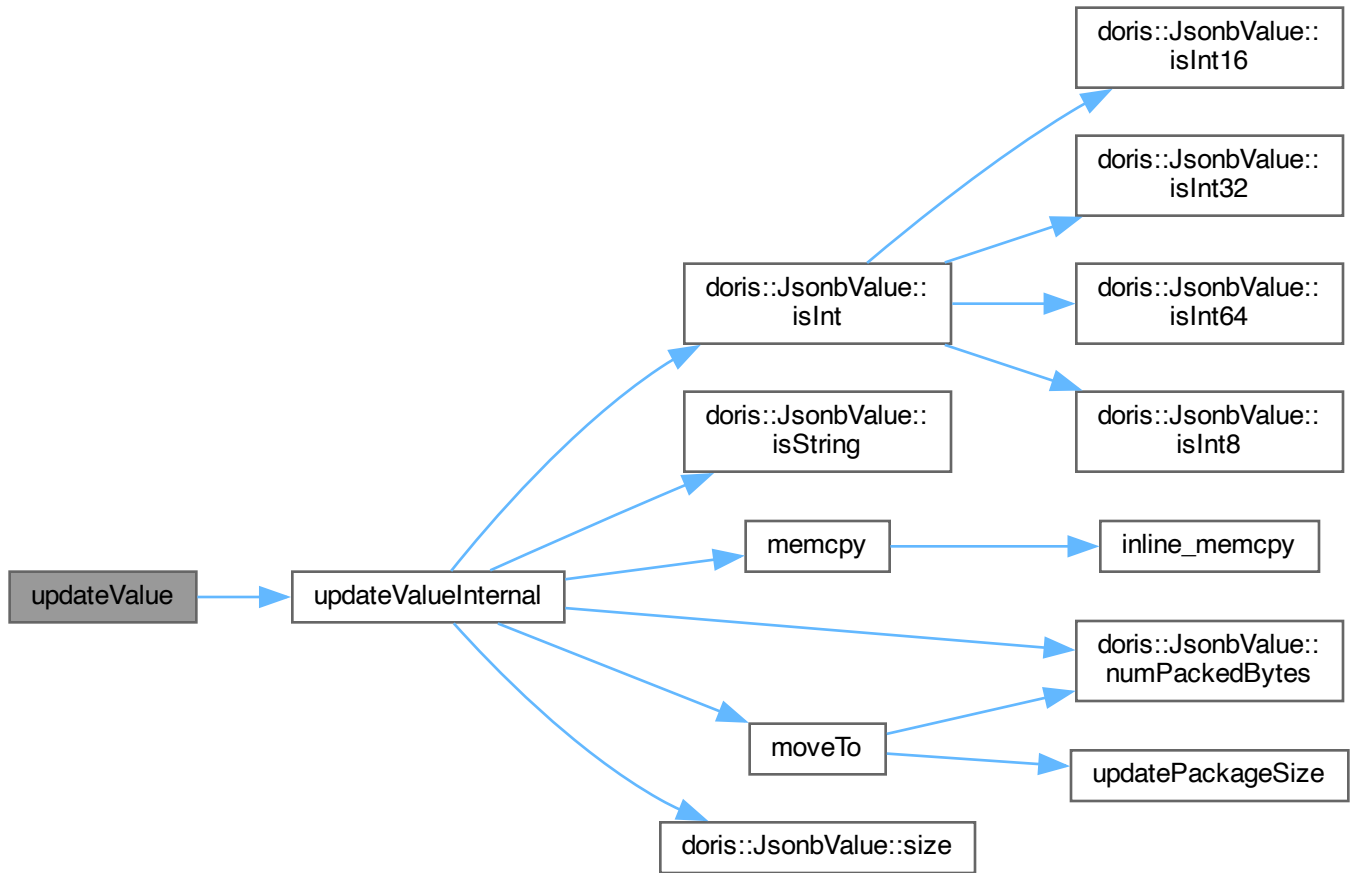 doris::JsonbValue::
isInt16
doris::JsonbValue::
isInt32
doris::JsonbValue::
isInt
doris::JsonbValue::
isInt64
doris::JsonbValue::
isString
doris::JsonbValue::
isInt8
memcpy
inline_memcpy
updateValue
updateValueInternal
doris::JsonbValue::
numPackedBytes
moveTo
updatePackageSize
doris::JsonbValue::size